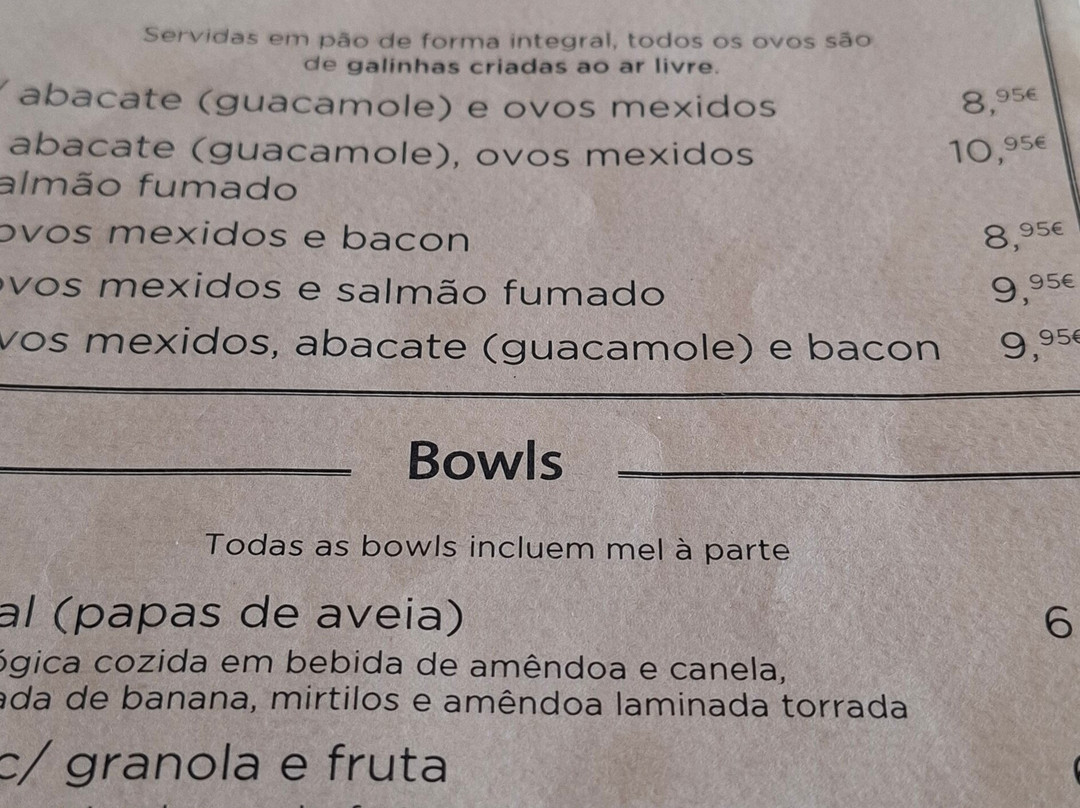 Servidas em pão de forma integral, todos os ovos são
de galinhas criadas ao ar livre.
/ abacate (guacamole) e ovos mexidos 8,95€
abacate (guacamole), ovos mexidos 10,95€
almão fumado
ovos mexidos e bacon 8,95€
ovos mexidos e salmão fumado 9,95€
vos mexidos, abacate (guacamole) e bacon 9,95€
Bowls
Todas as bowls incluem mel à parte
al (papas de aveia) 6
ógica cozida em bebida de amêndoa e canela,
ada de banana, mirtilos e amêndoa laminada torrada
c/ granola e fruta